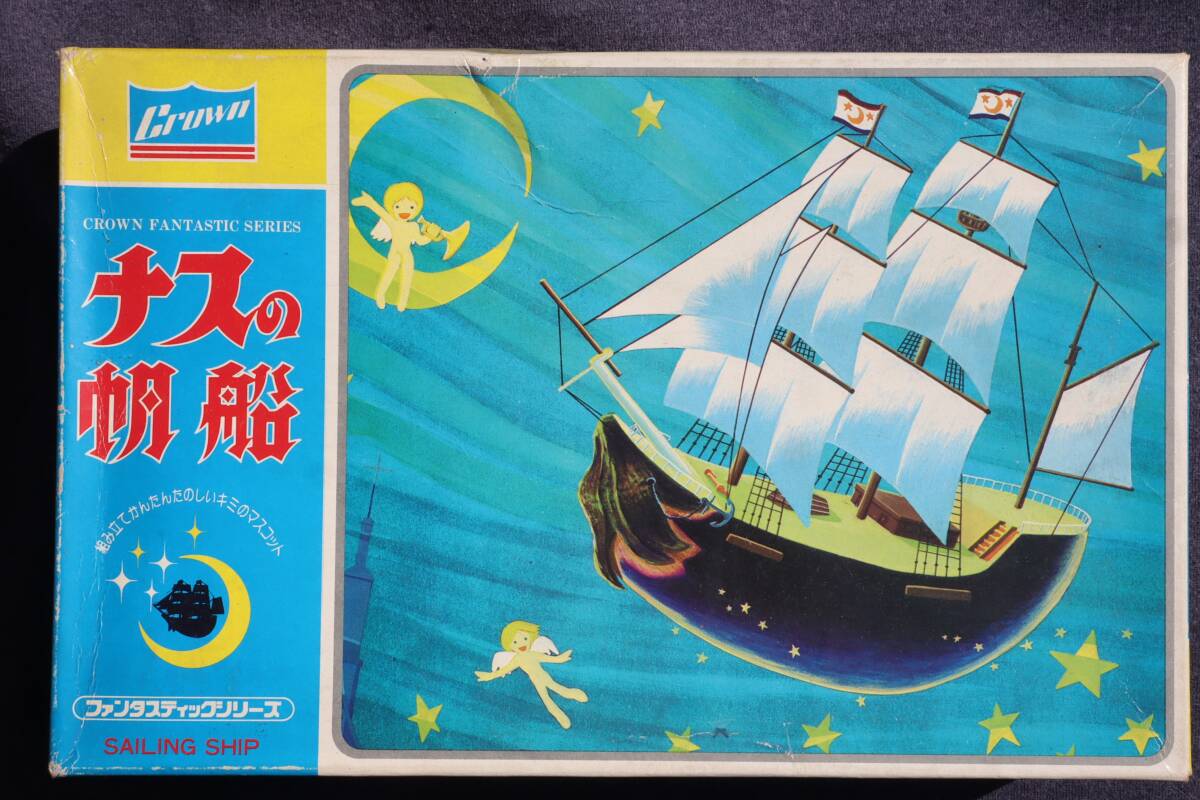 Crown
CROWN FANTASTIC SERIES
ナスの
帆船
組み立てかんたんたのしいキミのマスコット
ファンタスティックシリーズ
SAILING SHIP